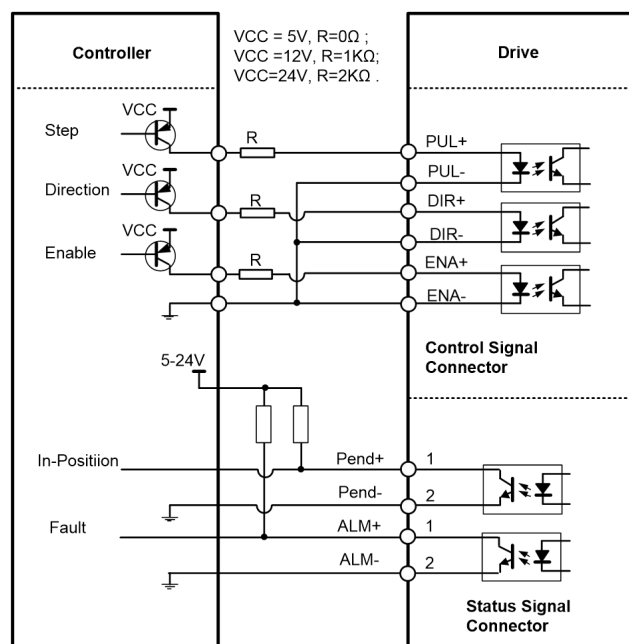 Controller
VCC = 5V, R=0Ω ;
VCC =12V, R=1KΩ;
VCC=24V, R=2KΩ .
Drive
VCC
Step
R
PUL+
VCC
PUL-
Direction
R
DIR+
VCC
DIR-
Enable
R
ENA+
ENA-
Control Signal
Connector
5-24V
In-Positiion
Pend+
1
Pend-
2
Fault
ALM+
1
ALM-
2
Status Signal
Connector